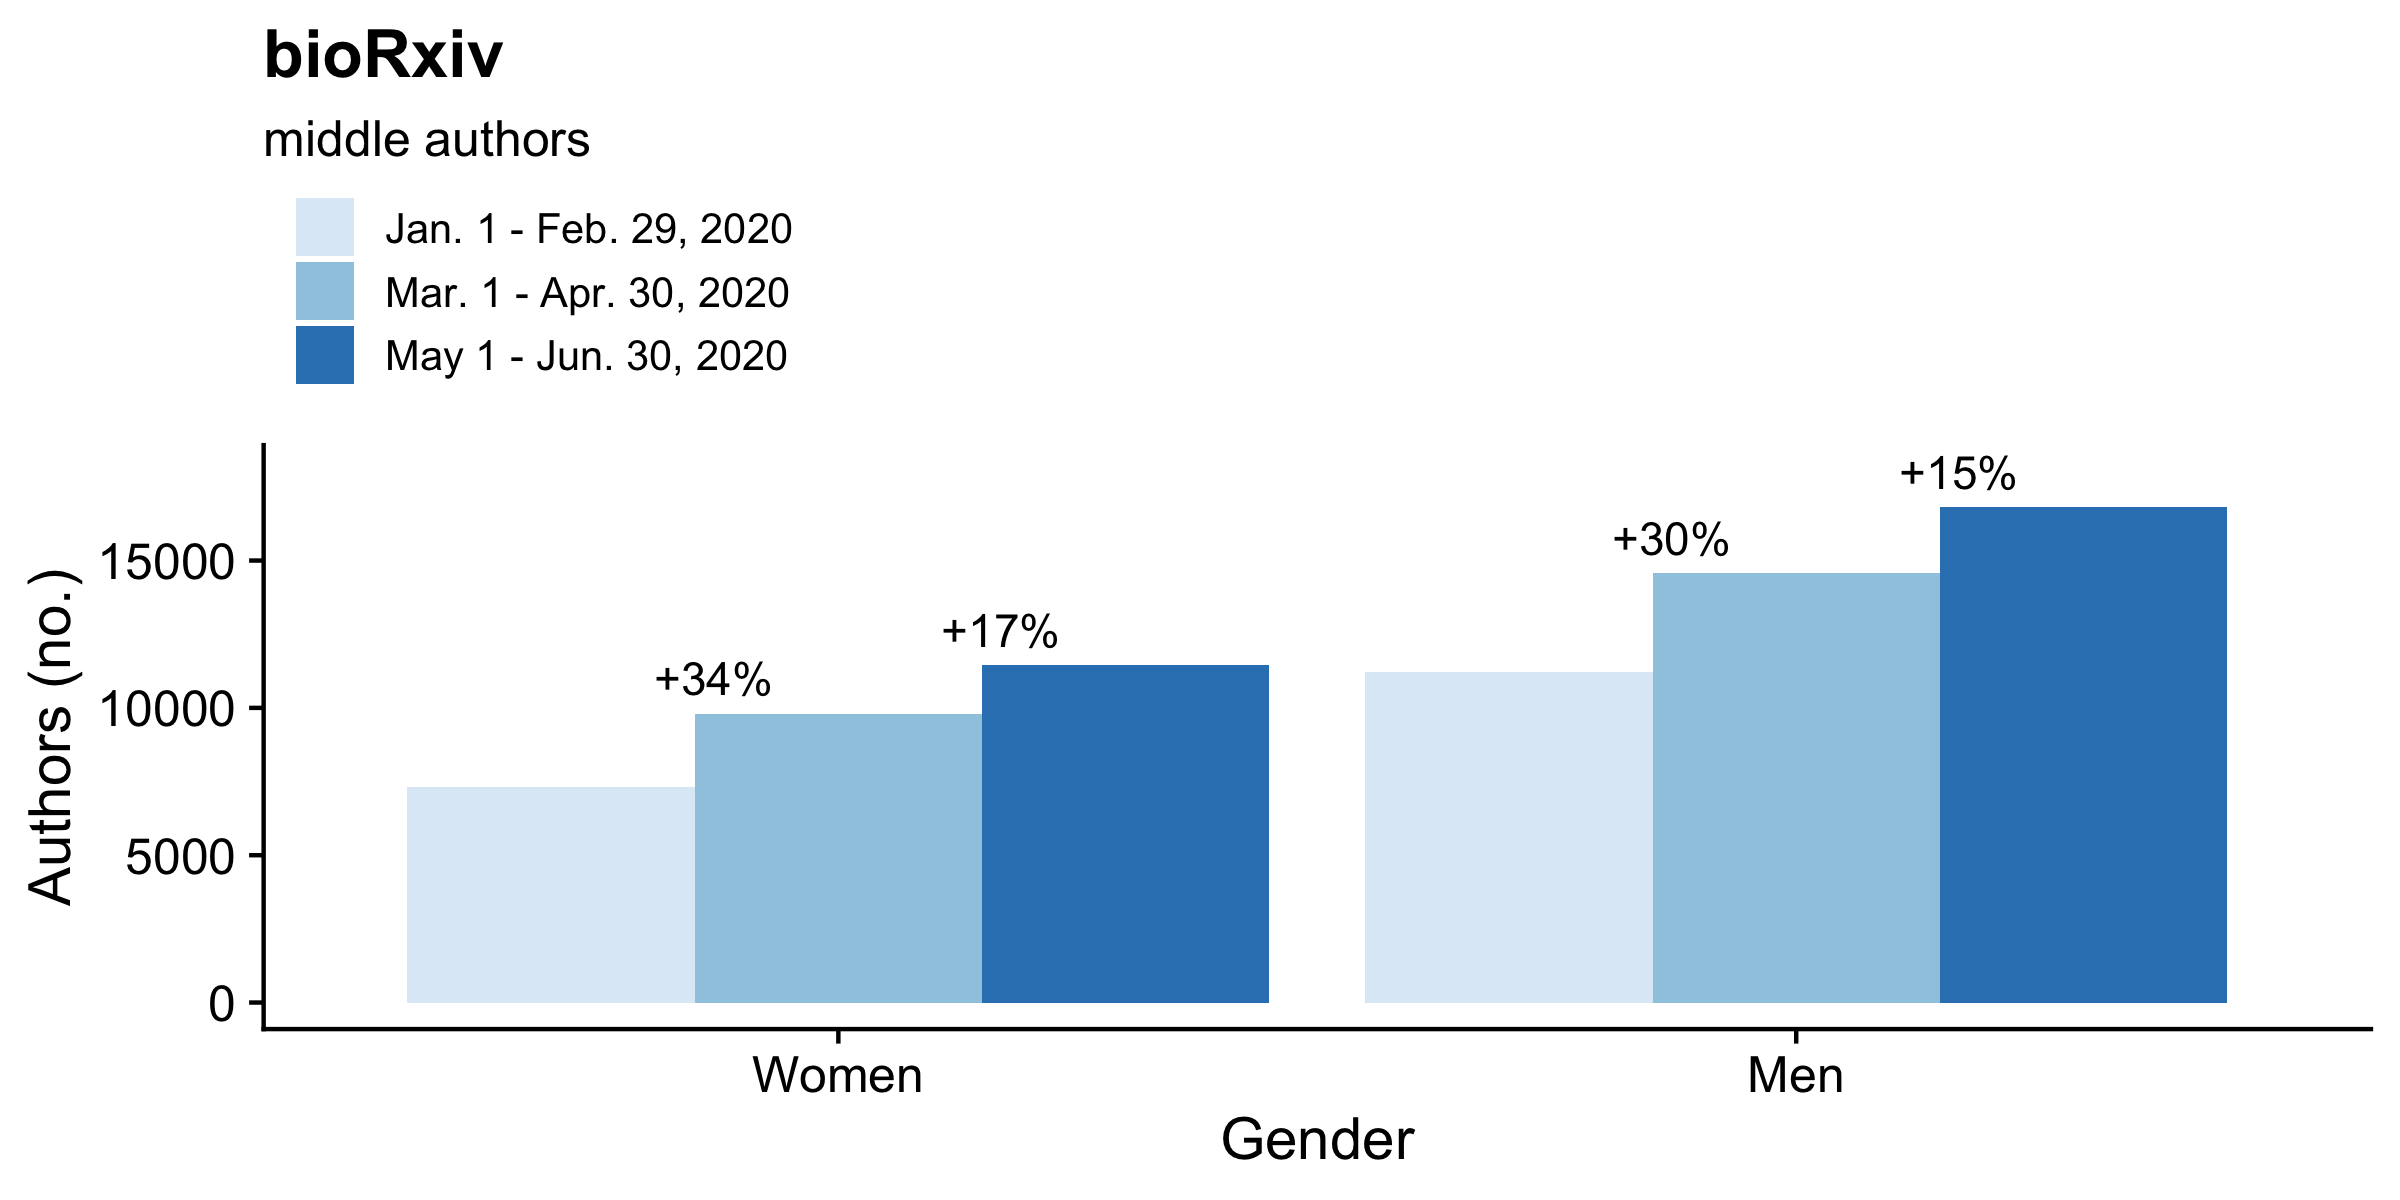 bioRxiv
middle authors
Jan. 1 - Feb. 29, 2020
Mar. 1 - Apr. 30, 2020
May 1 - Jun. 30, 2020
Authors (no.)
15000
10000
5000
0
+34%
+17%
+30%
+15%
Women
Men
Gender